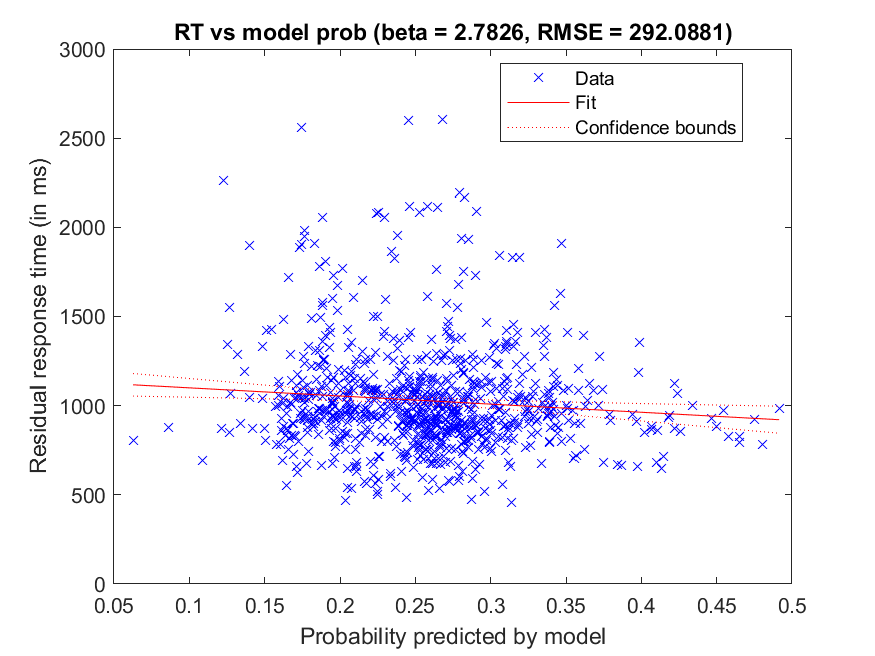 RT vs model prob (beta = 2.7826, RMSE = 292.0881)
3000
2500
2000
1500
1000
500
0
Residual response time (in ms)
Data
Fit
Confidence bounds
0.05 0.1 0.15 0.2 0.25 0.3 0.35 0.4 0.45 0.5
Probability predicted by model